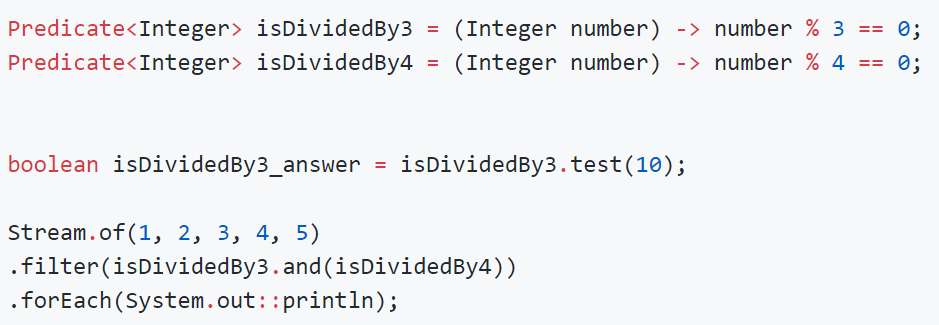 Predicate<Integer> isDividedBy3 = (Integer number) -> number % 3 == 0;
Predicate<Integer> isDividedBy4 = (Integer number) -> number % 4 == 0;
boolean isDividedBy3_answer = isDividedBy3.test(10);
Stream.of(1, 2, 3, 4, 5)
.filter(isDividedBy3.and(isDividedBy4))
.forEach(System.out::println);